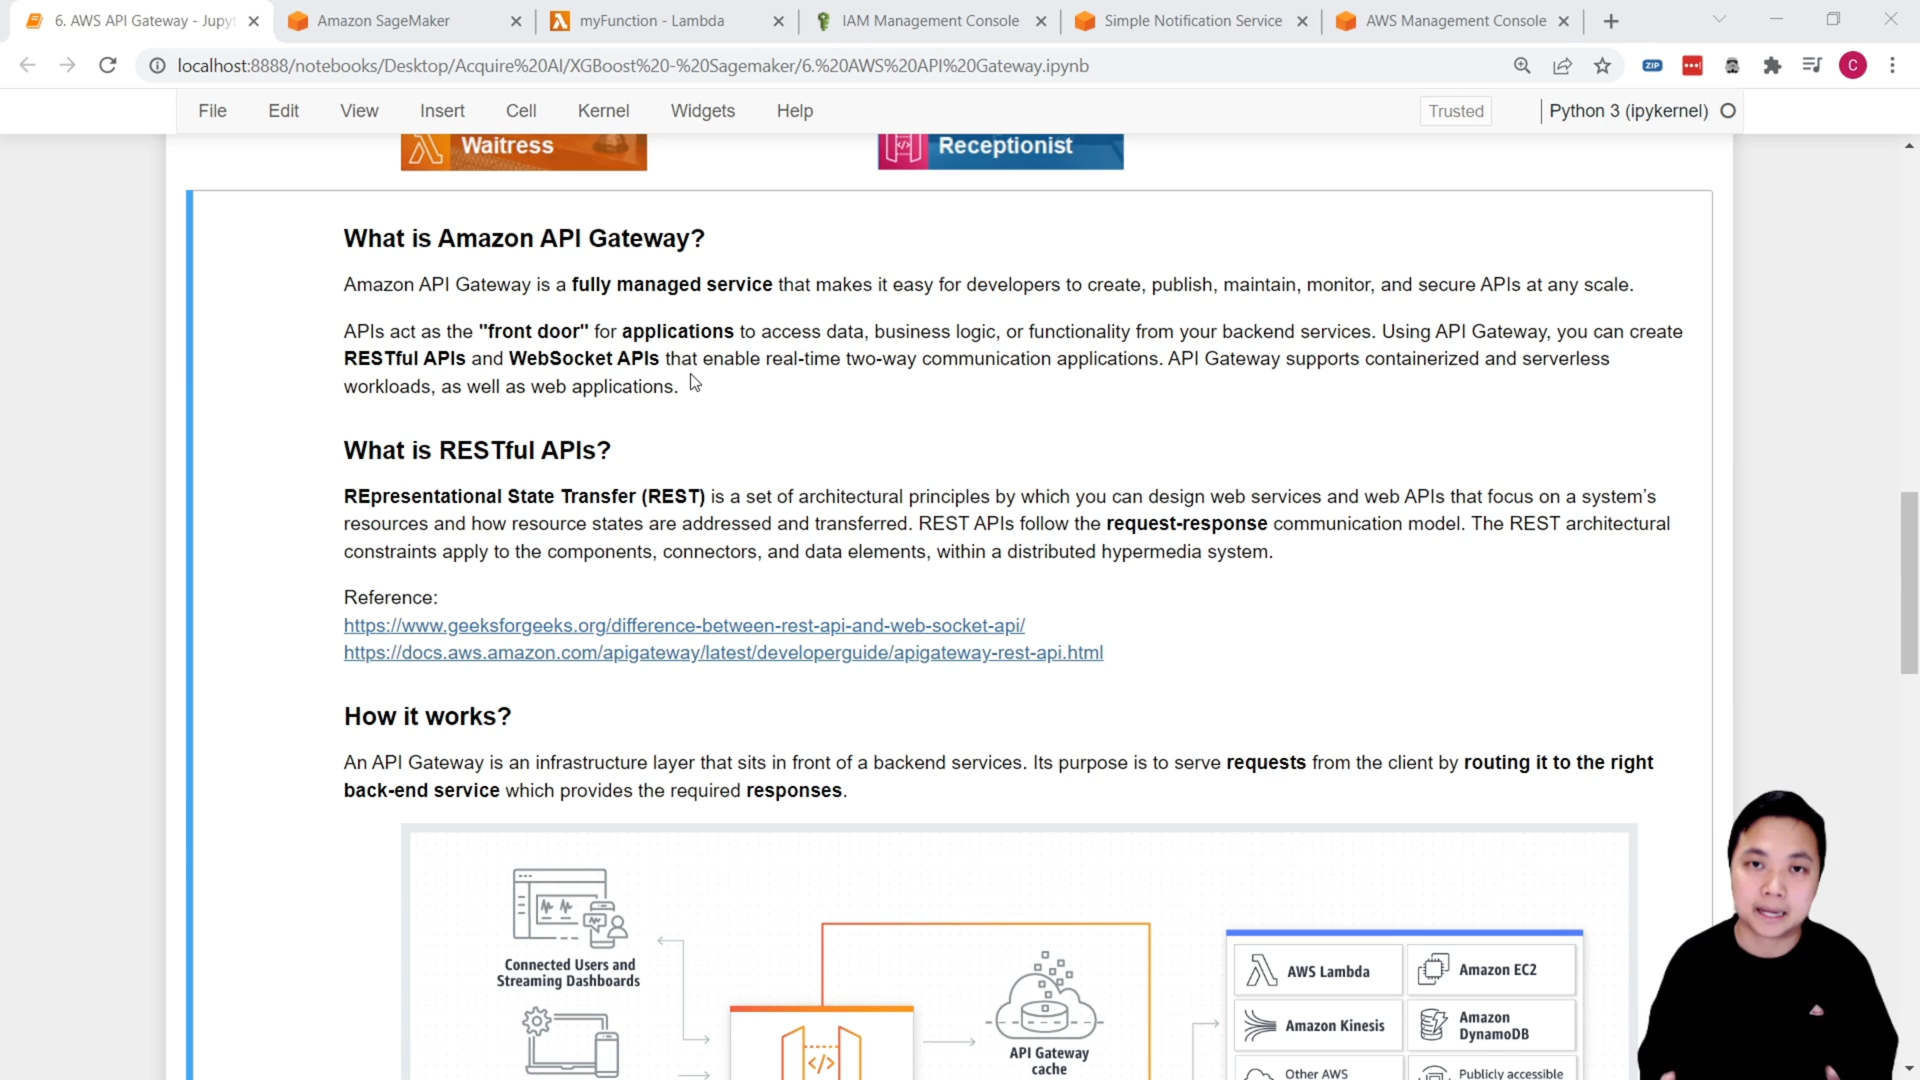 6. AWS API Gateway - Jupyt
Amazon SageMaker
myFunction - Lambda
IAM Management Console
Simple Notification Service
AWS Management Console
localhost:8888/notebooks/Desktop/Acquire%20AI/XGBoost%20-%20Sagemaker/6.%20AWS%20API%20Gateway.ipynb
ZIP
C
File Edit View Insert Cell Kernel Widgets Help
Trusted
Python 3 (ipykernel)
Waitress
Receptionist
What is Amazon API Gateway?
Amazon API Gateway is a fully managed service that makes it easy for developers to create, publish, maintain, monitor, and secure APIs at any scale.
APIs act as the "front door" for applications to access data, business logic, or functionality from your backend services. Using API Gateway, you can create
RESTful APIs and WebSocket APIs that enable real-time two-way communication applications. API Gateway supports containerized and serverless
workloads, as well as web applications.
What is RESTful APIs?
REpresentational State Transfer (REST) is a set of architectural principles by which you can design web services and web APIs that focus on a system's
resources and how resource states are addressed and transferred. REST APIs follow the request-response communication model. The REST architectural
constraints apply to the components, connectors, and data elements, within a distributed hypermedia system.
Reference:
https://www.geeksforgeeks.org/difference-between-rest-api-and-web-socket-api/
https://docs.aws.amazon.com/apigateway/latest/developerguide/apigateway-rest-api.html
How it works?
An API Gateway is an infrastructure layer that sits in front of a backend services. Its purpose is to serve requests from the client by routing it to the right
back-end service which provides the required responses.
Connected Users and
Streaming Dashboards
</>
API Gateway
cache
AWS Lambda
Amazon EC2
Amazon Kinesis
Amazon
DynamoDB
Other AWS
Publicly accessible